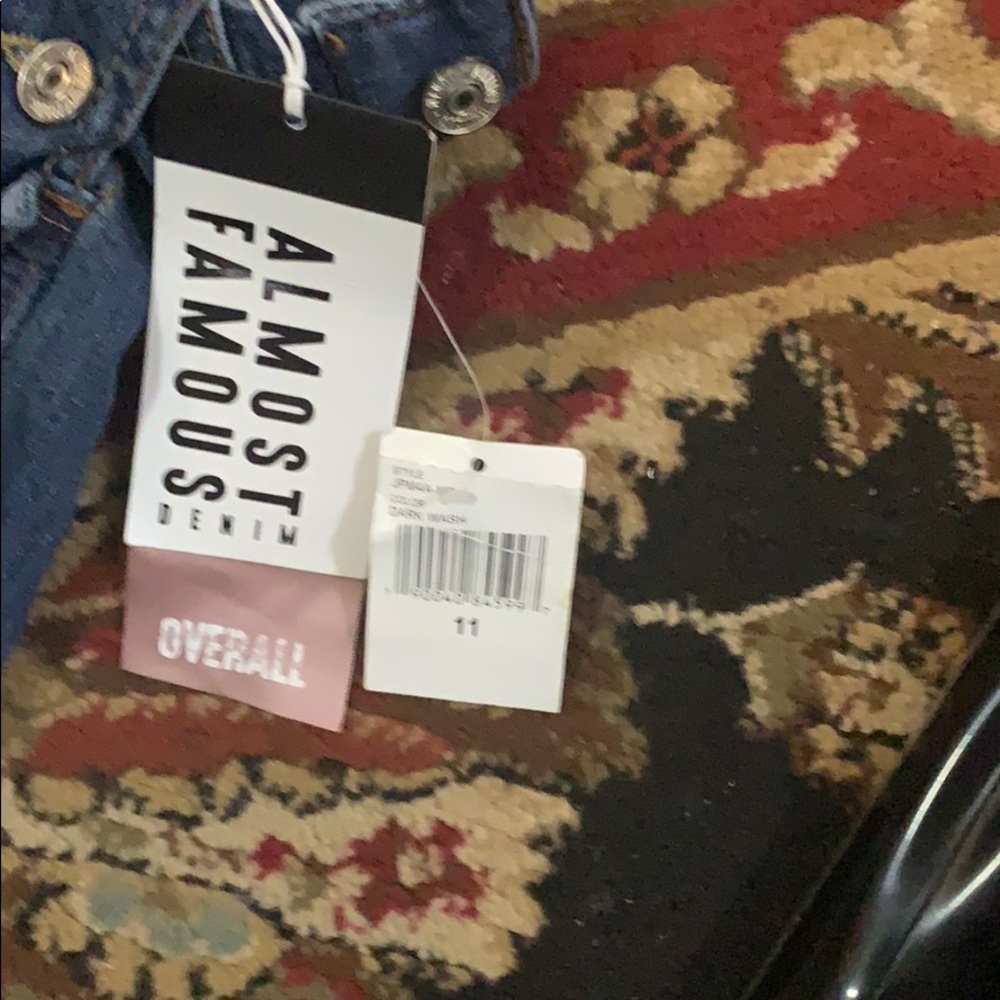 ALMOST
FAMOUS
DENIM
OVERALL
STYLE
COLOR
DARK WASH
11